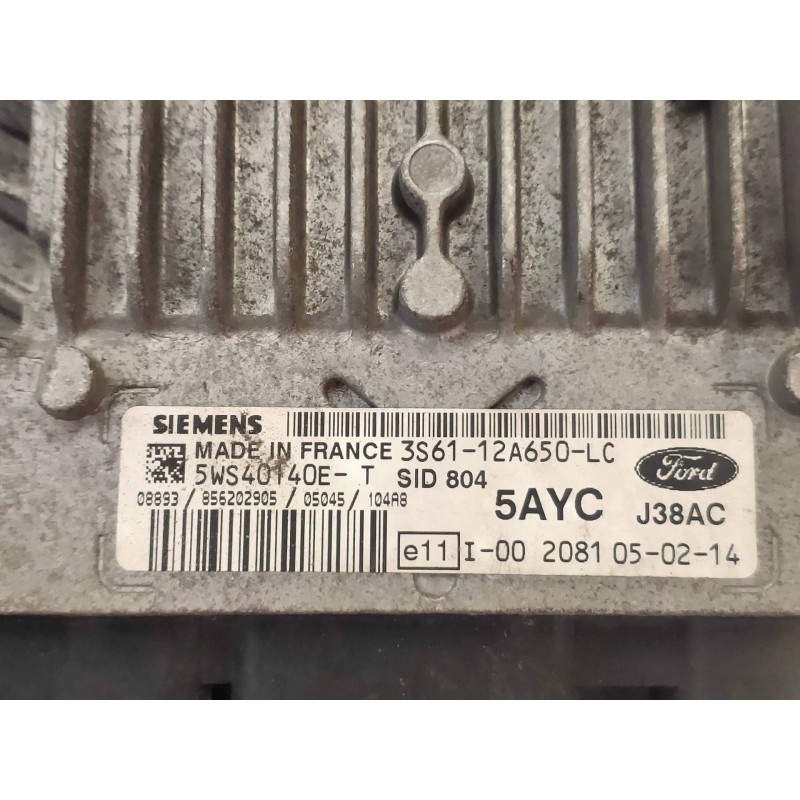 SIEMENS
MADE IN FRANCE 3S61-12A650-LC
5WS40140E-T SID 804
Ford
08893/856202905/05045/104A8
5AYC J38AC
e11 I-00 2081 05-02-14